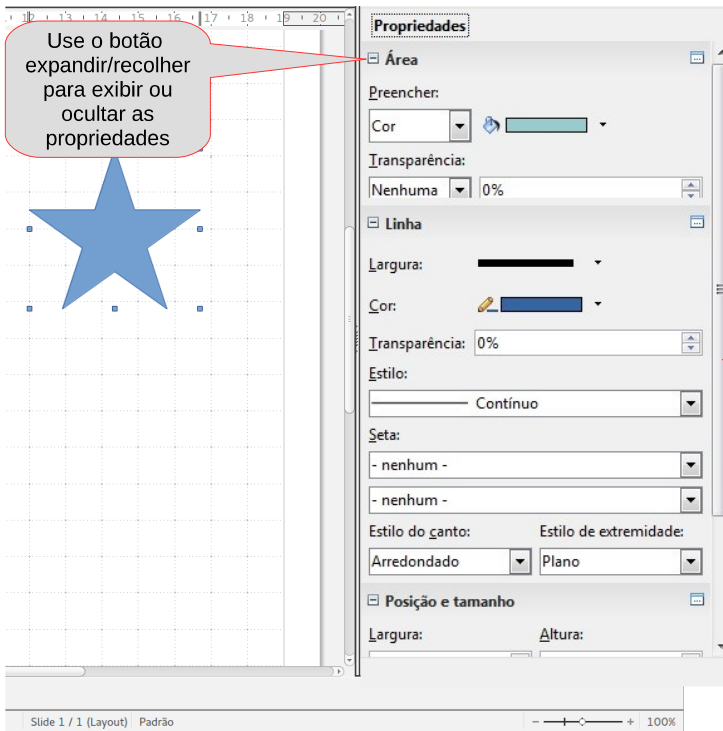 12 13 14 15 16 17 18 19 20
Use o botão
expandir/recolher
para exibir ou
ocultar as
propriedades
Propriedades
Área
Preencher:
Cor
Transparência:
Nenhuma 0%
Linha
Largura:
Cor:
Transparência: 0%
Estilo:
Contínuo
Seta:
- nenhum -
- nenhum -
Estilo do canto: Estilo de extremidade:
Arredondado Plano
Posição e tamanho
Largura: Altura:
Slide 1 / 1 (Layout) Padrão 100%